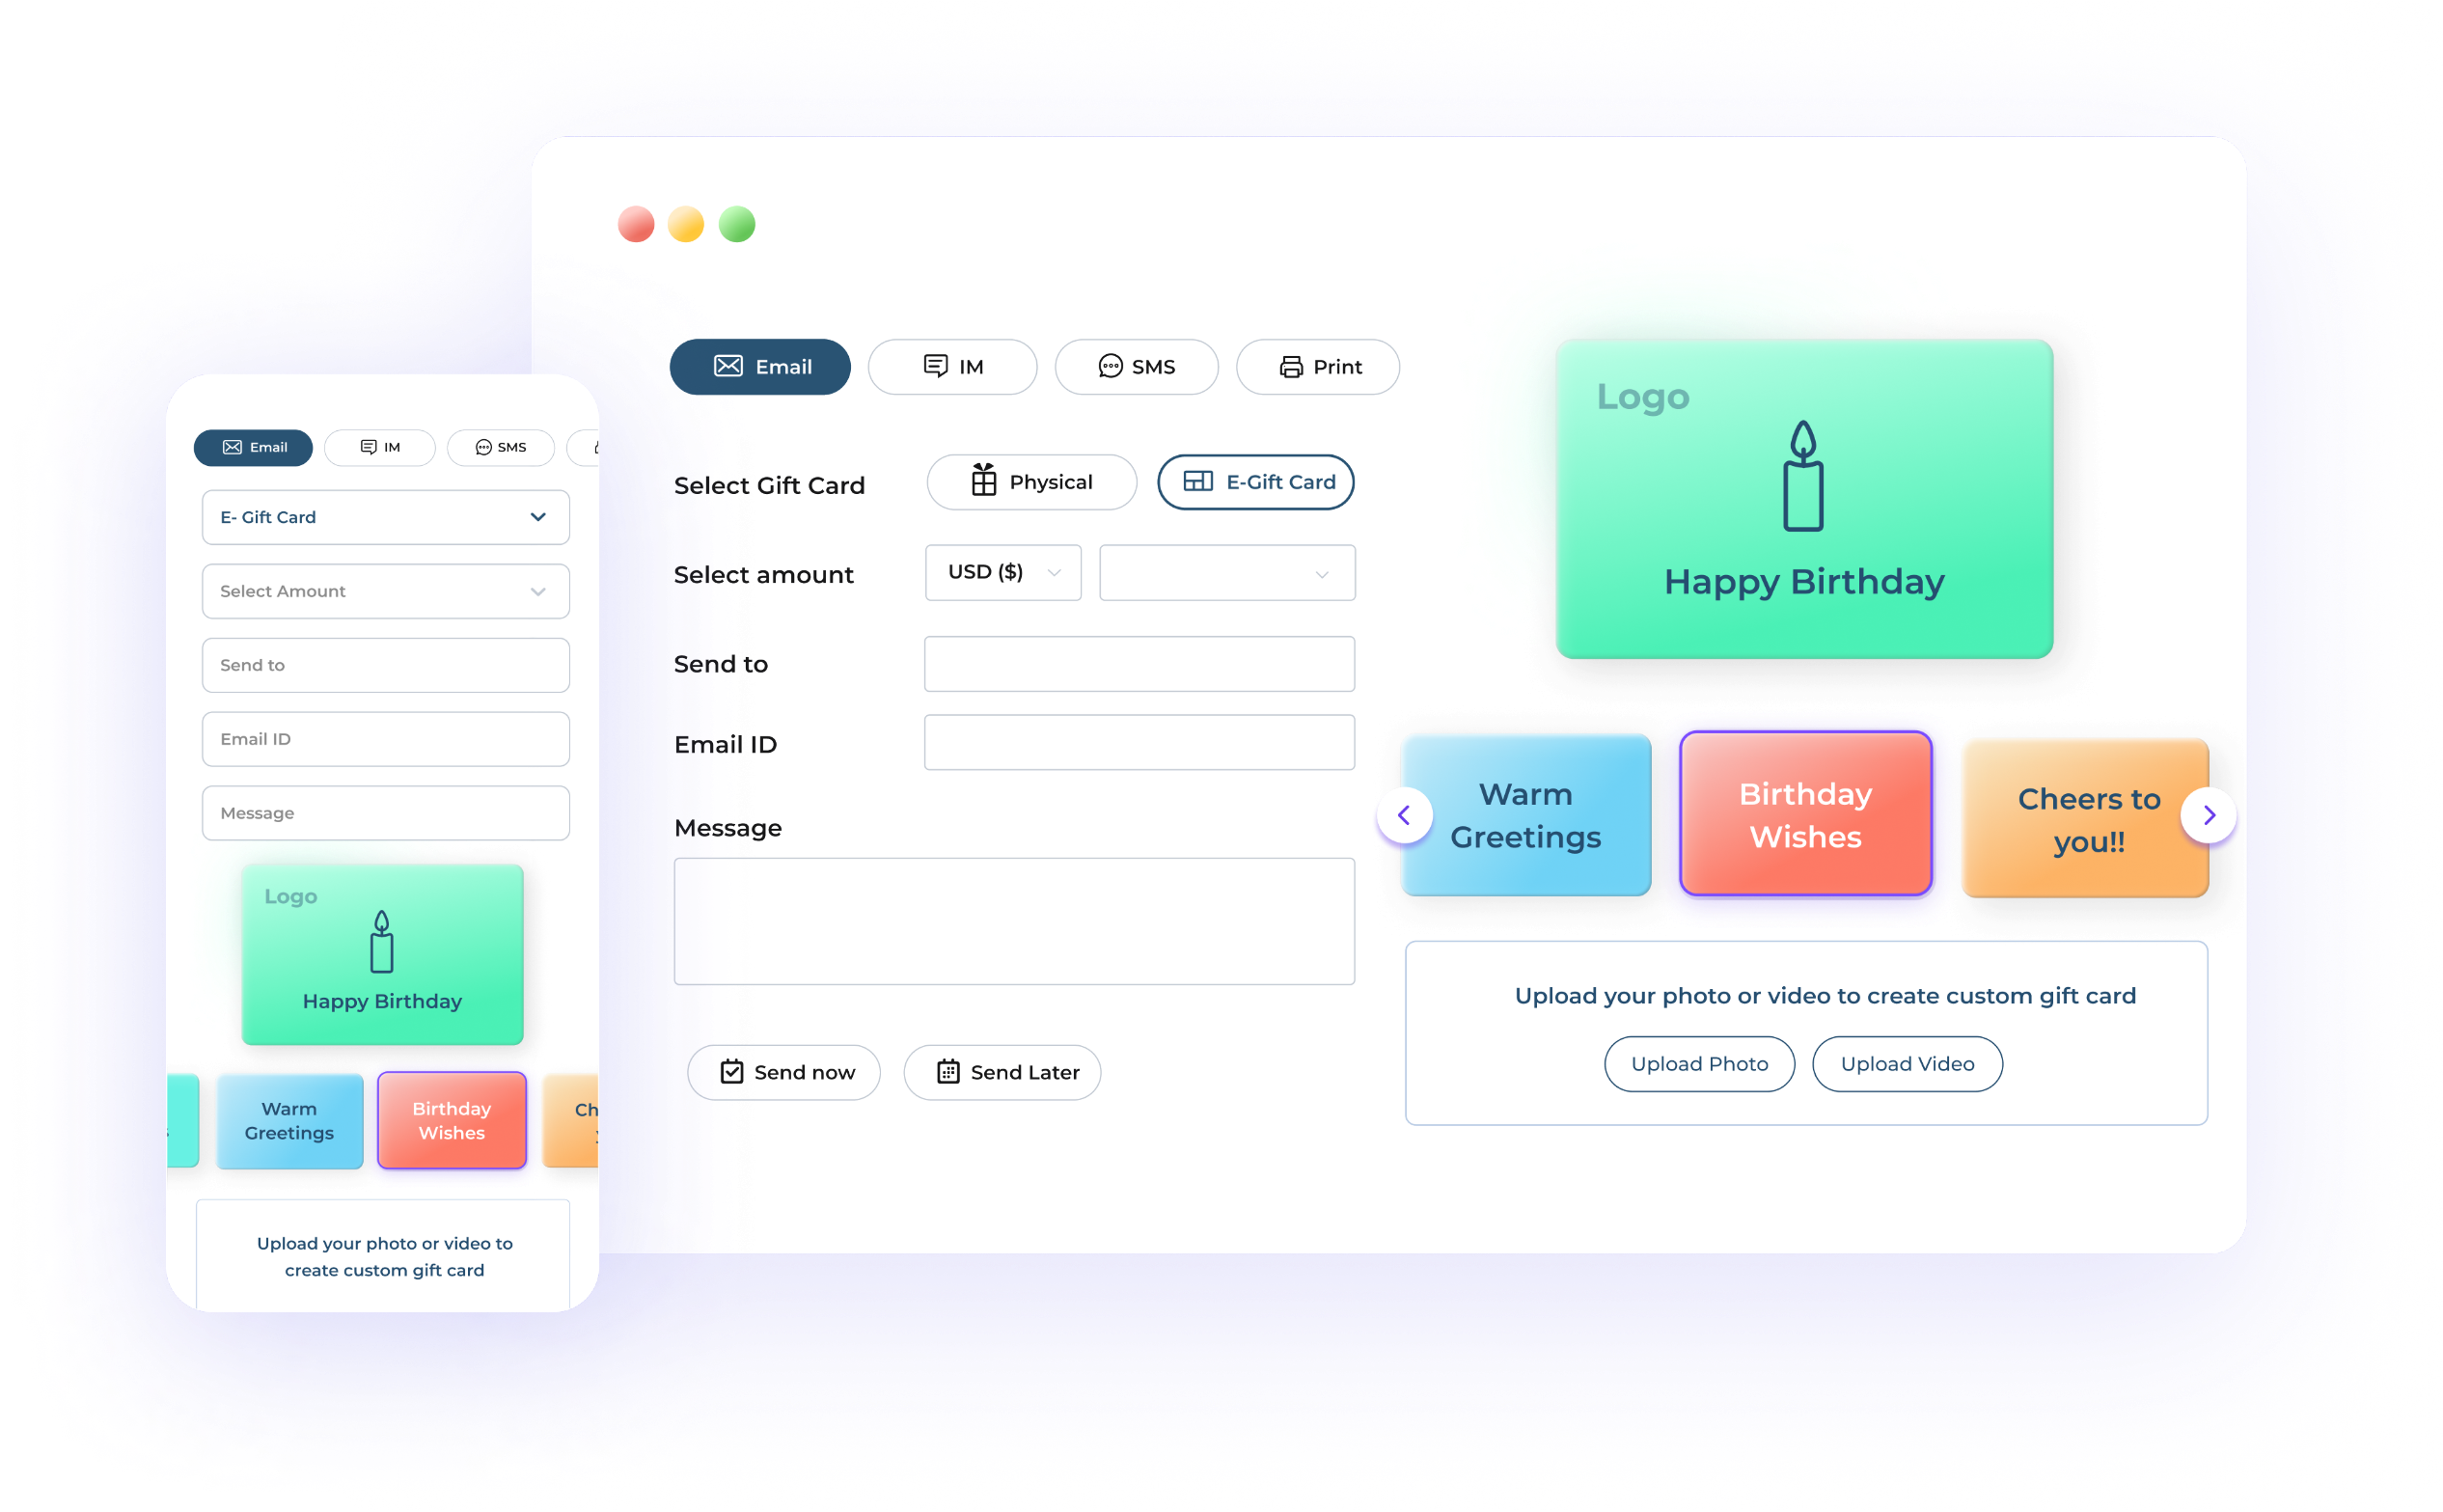 Email
IM
SMS
Print
Select Gift Card
Physical
E-Gift Card
Select amount
USD ($)
Send to
Email ID
Message
Send now
Send Later
Logo
Happy Birthday
Warm
Greetings
Birthday
Wishes
Cheers to
you!!
Upload your photo or video to create custom gift card
Upload Photo
Upload Video
Email
IM
SMS
E- Gift Card
Select Amount
Send to
Email ID
Message
Logo
Happy Birthday
Warm
Greetings
Birthday
Wishes
Ch
Upload your photo or video to
create custom gift card